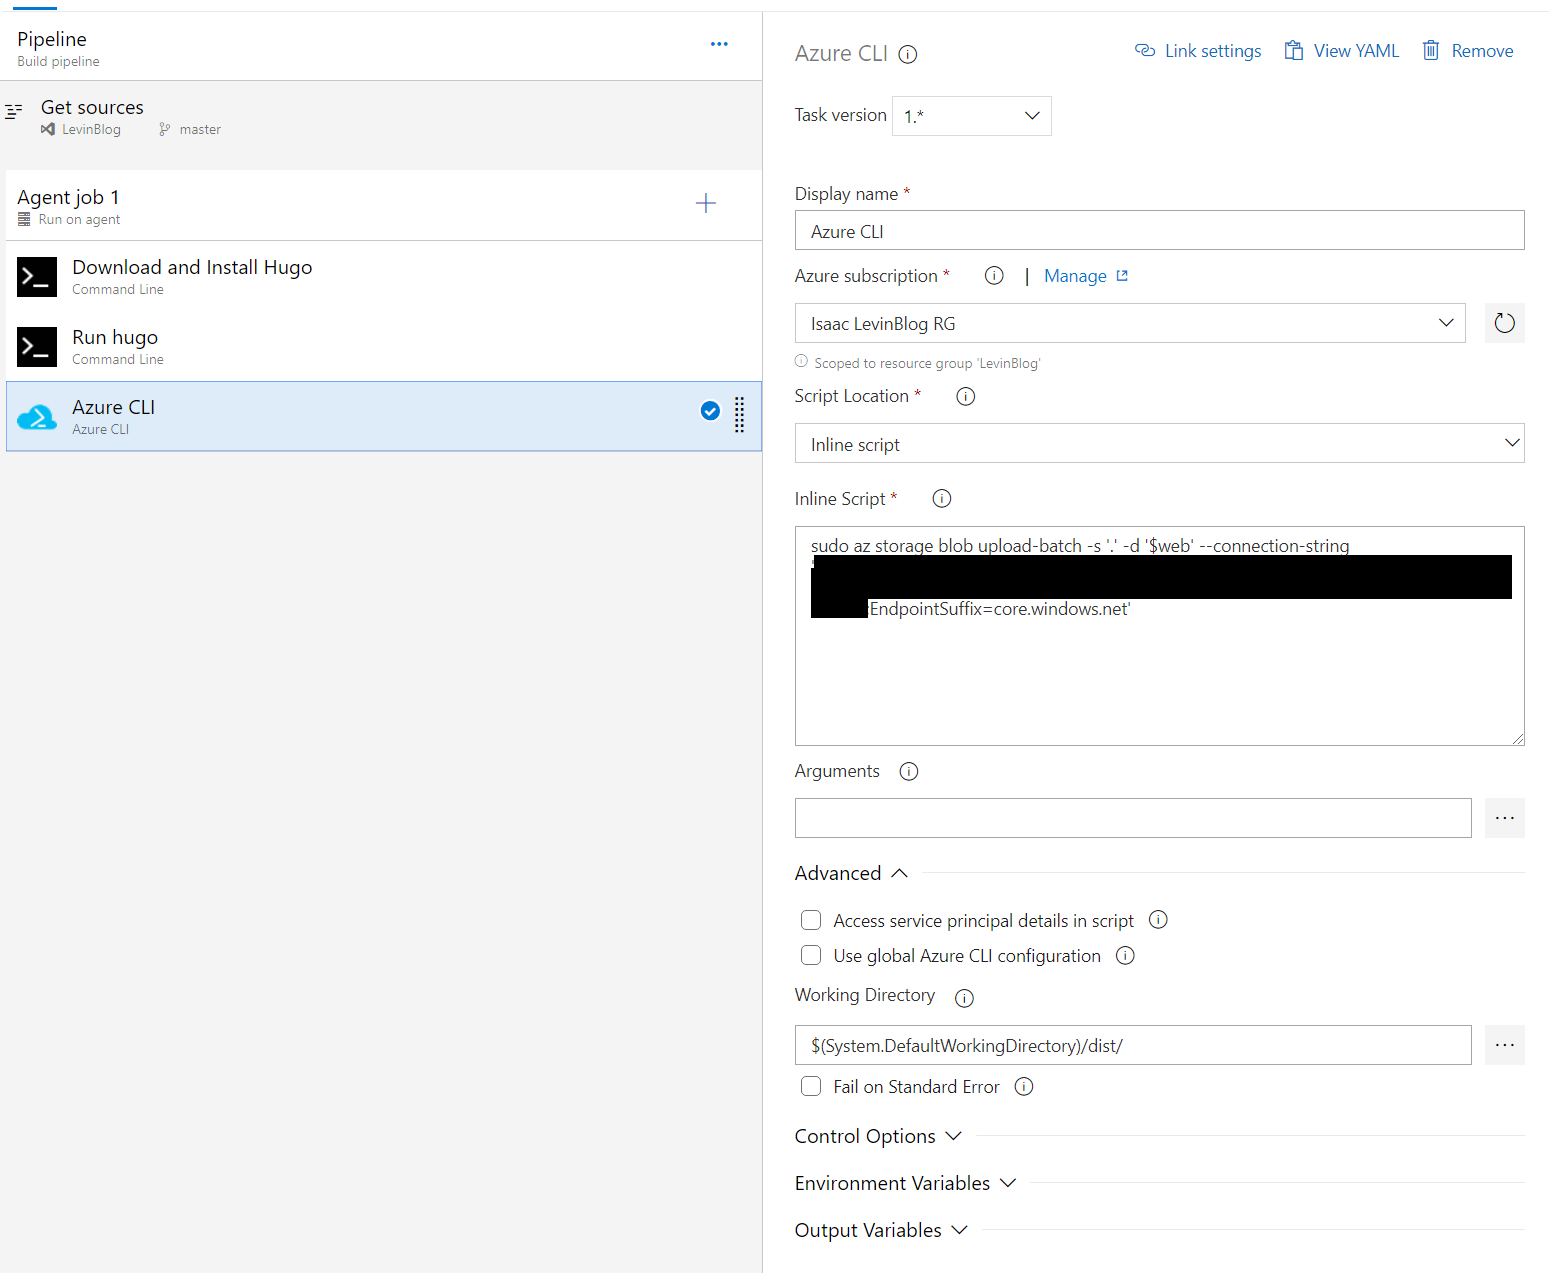 Pipeline
Build pipeline
Get sources
LevinBlog master
Agent job 1
Run on agent
Download and Install Hugo
Command Line
Run hugo
Command Line
Azure CLI
Azure CLI
Azure CLI
Link settings View YAML Remove
Task version 1.*
Display name *
Azure CLI
Azure subscription * | Manage
Isaac LevinBlog RG
Scoped to resource group 'LevinBlog'
Script Location *
Inline script
Inline Script *
sudo az storage blob upload-batch -s '.' -d '$web' --connection-string
EndpointSuffix=core.windows.net'
Arguments
Advanced
Access service principal details in script
Use global Azure CLI configuration
Working Directory
$(System.DefaultWorkingDirectory)/dist/
Fail on Standard Error
Control Options
Environment Variables
Output Variables